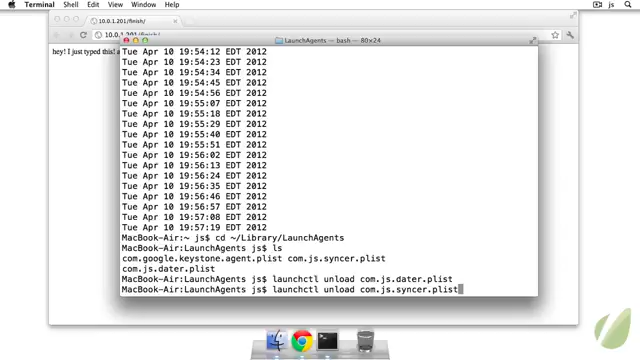 Terminal Shell Edit View Window Help js
10.0.1.201/finish/
10.0.1.201/finish/
hey! I just typed this!
LaunchAgents — bash — 80×24
Tue Apr 10 19:54:12 EDT 2012
Tue Apr 10 19:54:23 EDT 2012
Tue Apr 10 19:54:34 EDT 2012
Tue Apr 10 19:54:45 EDT 2012
Tue Apr 10 19:54:56 EDT 2012
Tue Apr 10 19:55:07 EDT 2012
Tue Apr 10 19:55:18 EDT 2012
Tue Apr 10 19:55:29 EDT 2012
Tue Apr 10 19:55:40 EDT 2012
Tue Apr 10 19:55:51 EDT 2012
Tue Apr 10 19:56:02 EDT 2012
Tue Apr 10 19:56:13 EDT 2012
Tue Apr 10 19:56:24 EDT 2012
Tue Apr 10 19:56:35 EDT 2012
Tue Apr 10 19:56:46 EDT 2012
Tue Apr 10 19:56:57 EDT 2012
Tue Apr 10 19:57:08 EDT 2012
Tue Apr 10 19:57:19 EDT 2012
MacBook-Air:~ js$ cd ~/Library/LaunchAgents
MacBook-Air:LaunchAgents js$ ls
com.google.keystone.agent.plist com.js.syncer.plist
com.js.dater.plist
MacBook-Air:LaunchAgents js$ launchctl unload com.js.dater.plist
MacBook-Air:LaunchAgents js$ launchctl unload com.js.syncer.plist